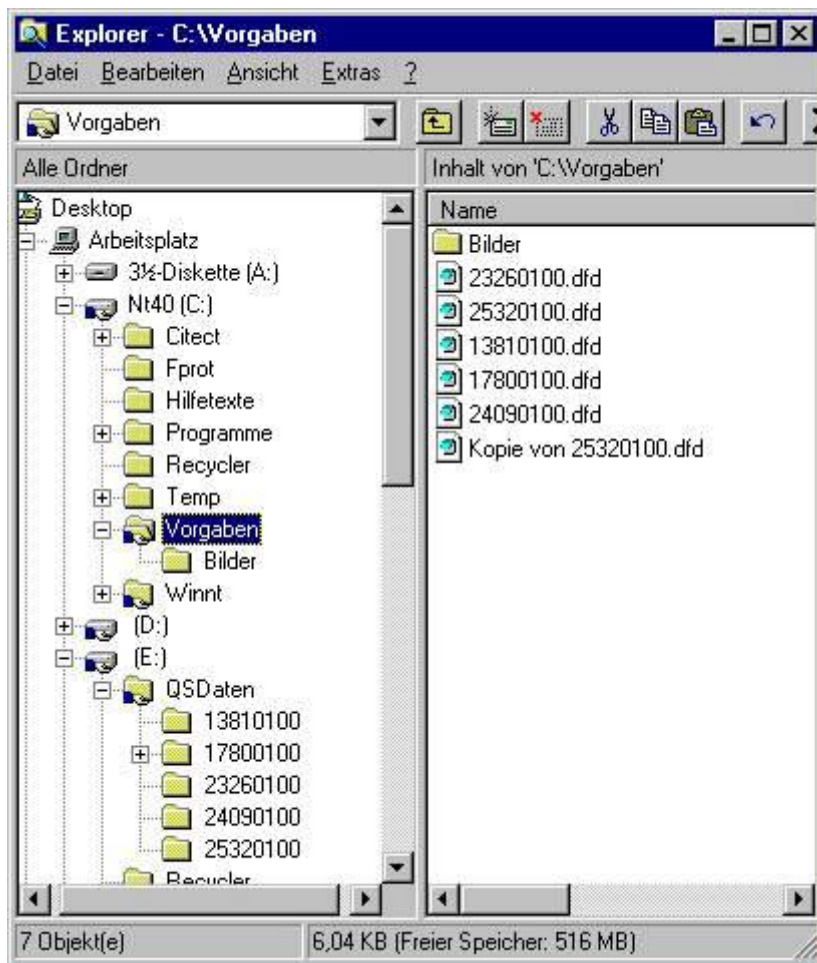 Explorer - C:\Vorgaben
Datei Bearbeiten Ansicht Extras ?
Vorgaben
Alle Ordner
Desktop
Arbeitsplatz
3½-Diskette (A:)
Nt40 (C:)
Citect
Fprot
Hilfetexte
Programme
Recycler
Temp
Vorgaben
Bilder
Winnt
(D:)
(E:)
QSDaten
13810100
17800100
23260100
24090100
25320100
Recycler
Inhalt von 'C:\Vorgaben'
Name
Bilder
23260100.dfd
25320100.dfd
13810100.dfd
17800100.dfd
24090100.dfd
Kopie von 25320100.dfd
7 Objekt(e)
6,04 KB (Freier Speicher: 516 MB)